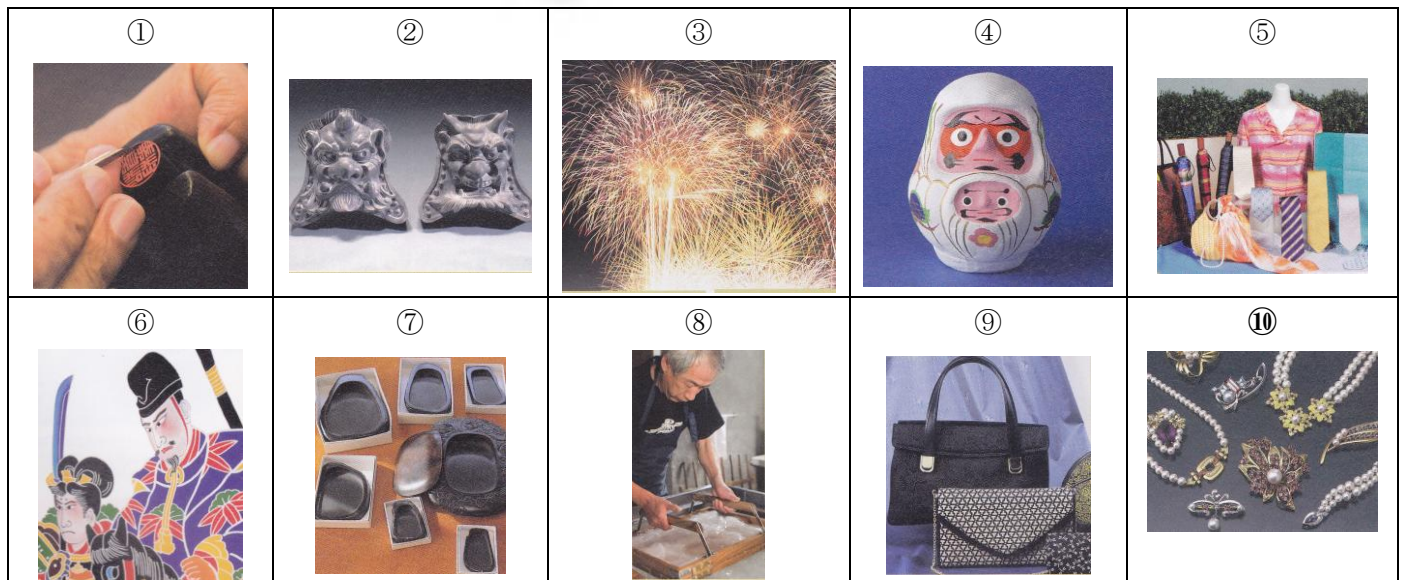 ① ② ③ ④ ⑤
⑥ ⑦ ⑧ ⑨ ⑩